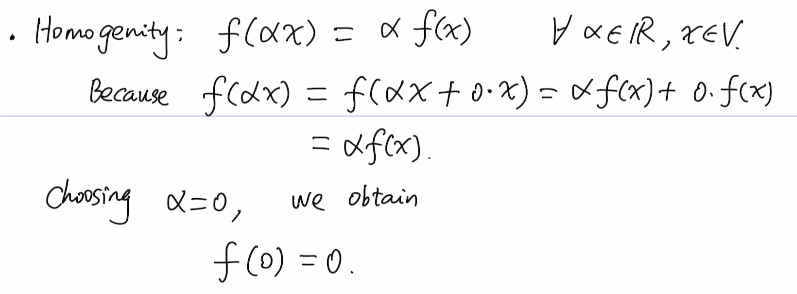 • Homogenity: f(αx) = α f(x) ∀ α∈ℝ, x∈V.
Because f(αx) = f(αx + 0·x) = αf(x) + 0·f(x)
= αf(x).
Choosing α=0, we obtain
f(0) = 0.